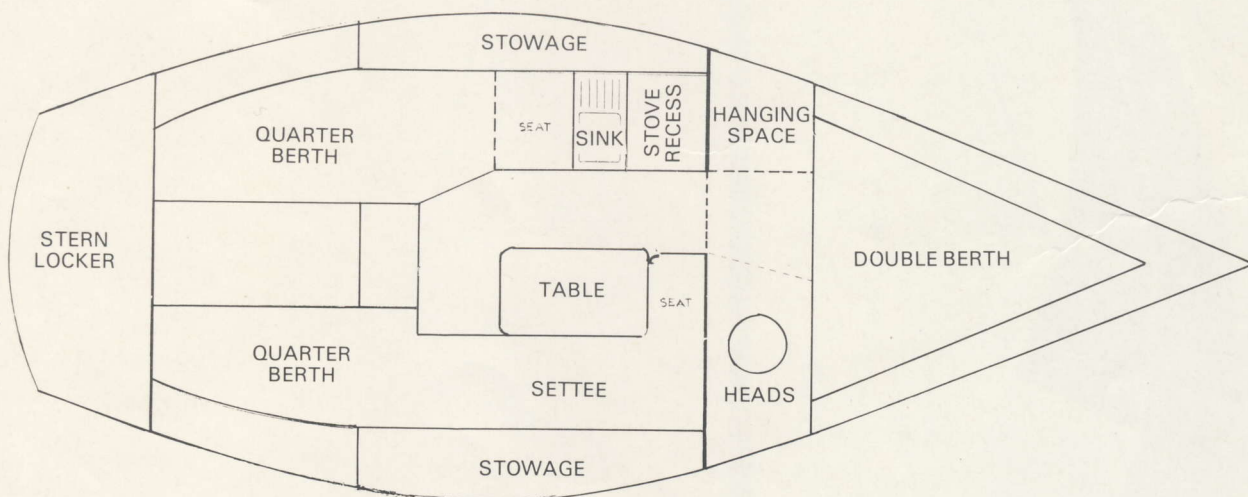 STOWAGE
QUARTER
BERTH
SEAT
SINK
STOVE
RECESS
HANGING
SPACE
STERN
LOCKER
TABLE
SEAT
DOUBLE BERTH
QUARTER
BERTH
SETTEE
HEADS
STOWAGE